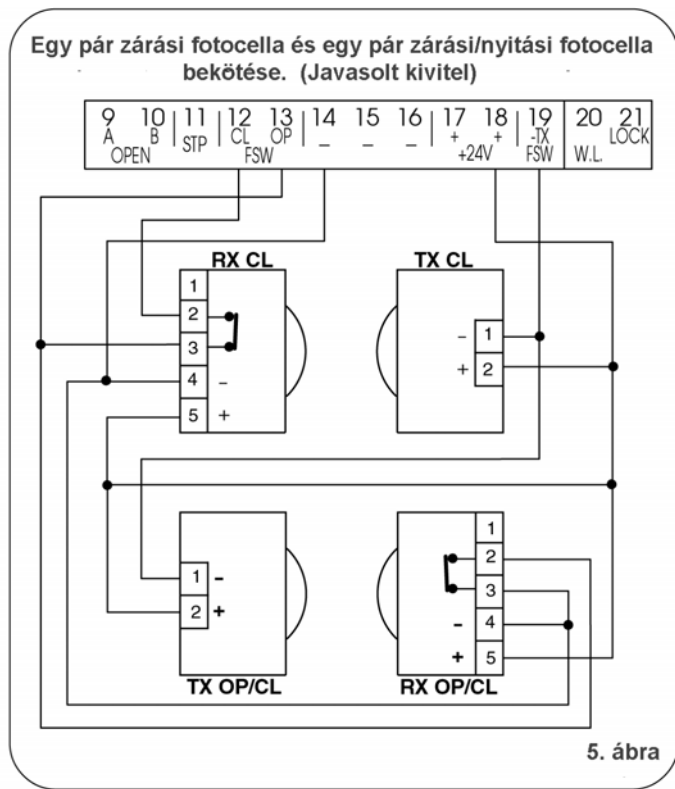 Egy pár zárási fotocella és egy pár zárási/nyitási fotocella
bekötése. (Javasolt kivitel)
9 10 11 12 13 14 15 16 17 18 19 20 21
A B STP CL OP _ _ _ + + -TX LOCK
OPEN FSW +24V FSW W.L.
RX CL TX CL
1
2
3
4 -
5 +
- 1
+ 2
1 -
2 +
1
2
3
- 4
+ 5
TX OP/CL RX OP/CL
5. ábra